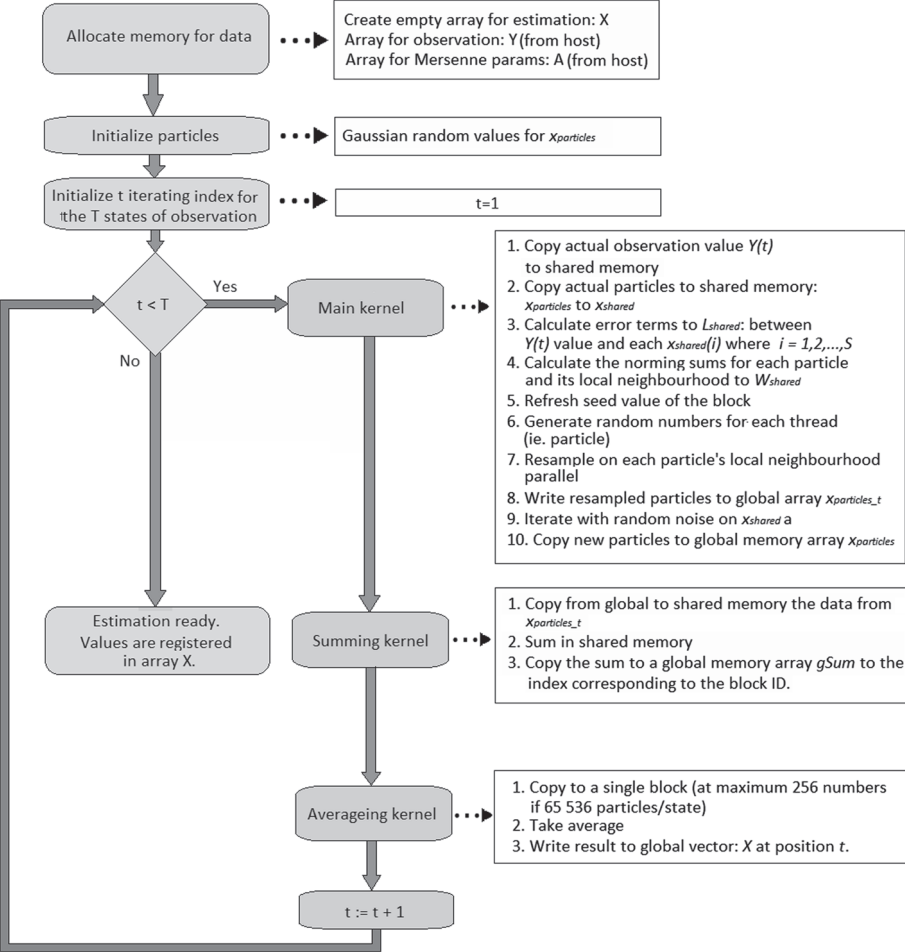 Allocate memory for data
Create empty array for estimation: X
Array for observation: Y (from host)
Array for Mersenne params: A (from host)
Initialize particles
Gaussian random values for xparticles
Initialize t iterating index for
the T states of observation
t=1
t < T
Yes
No
Main kernel
1. Copy actual observation value Y(t)
to shared memory
2. Copy actual particles to shared memory:
xparticles to xshared
3. Calculate error terms to Lshared: between
Y(t) value and each xshared(i) where i = 1,2,...,S
4. Calculate the norming sums for each particle
and its local neighbourhood to Wshared
5. Refresh seed value of the block
6. Generate random numbers for each thread
(ie. particle)
7. Resample on each particle's local neighbourhood
parallel
8. Write resampled particles to global array xparticles_t
9. Iterate with random noise on xshared a
10. Copy new particles to global memory array xparticles
Estimation ready.
Values are registered
in array X.
Summing kernel
1. Copy from global to shared memory the data from
xparticles_t
2. Sum in shared memory
3. Copy the sum to a global memory array gSum to the
index corresponding to the block ID.
Averageing kernel
1. Copy to a single block (at maximum 256 numbers
if 65 536 particles/state)
2. Take average
3. Write result to global vector: X at position t.
t := t + 1